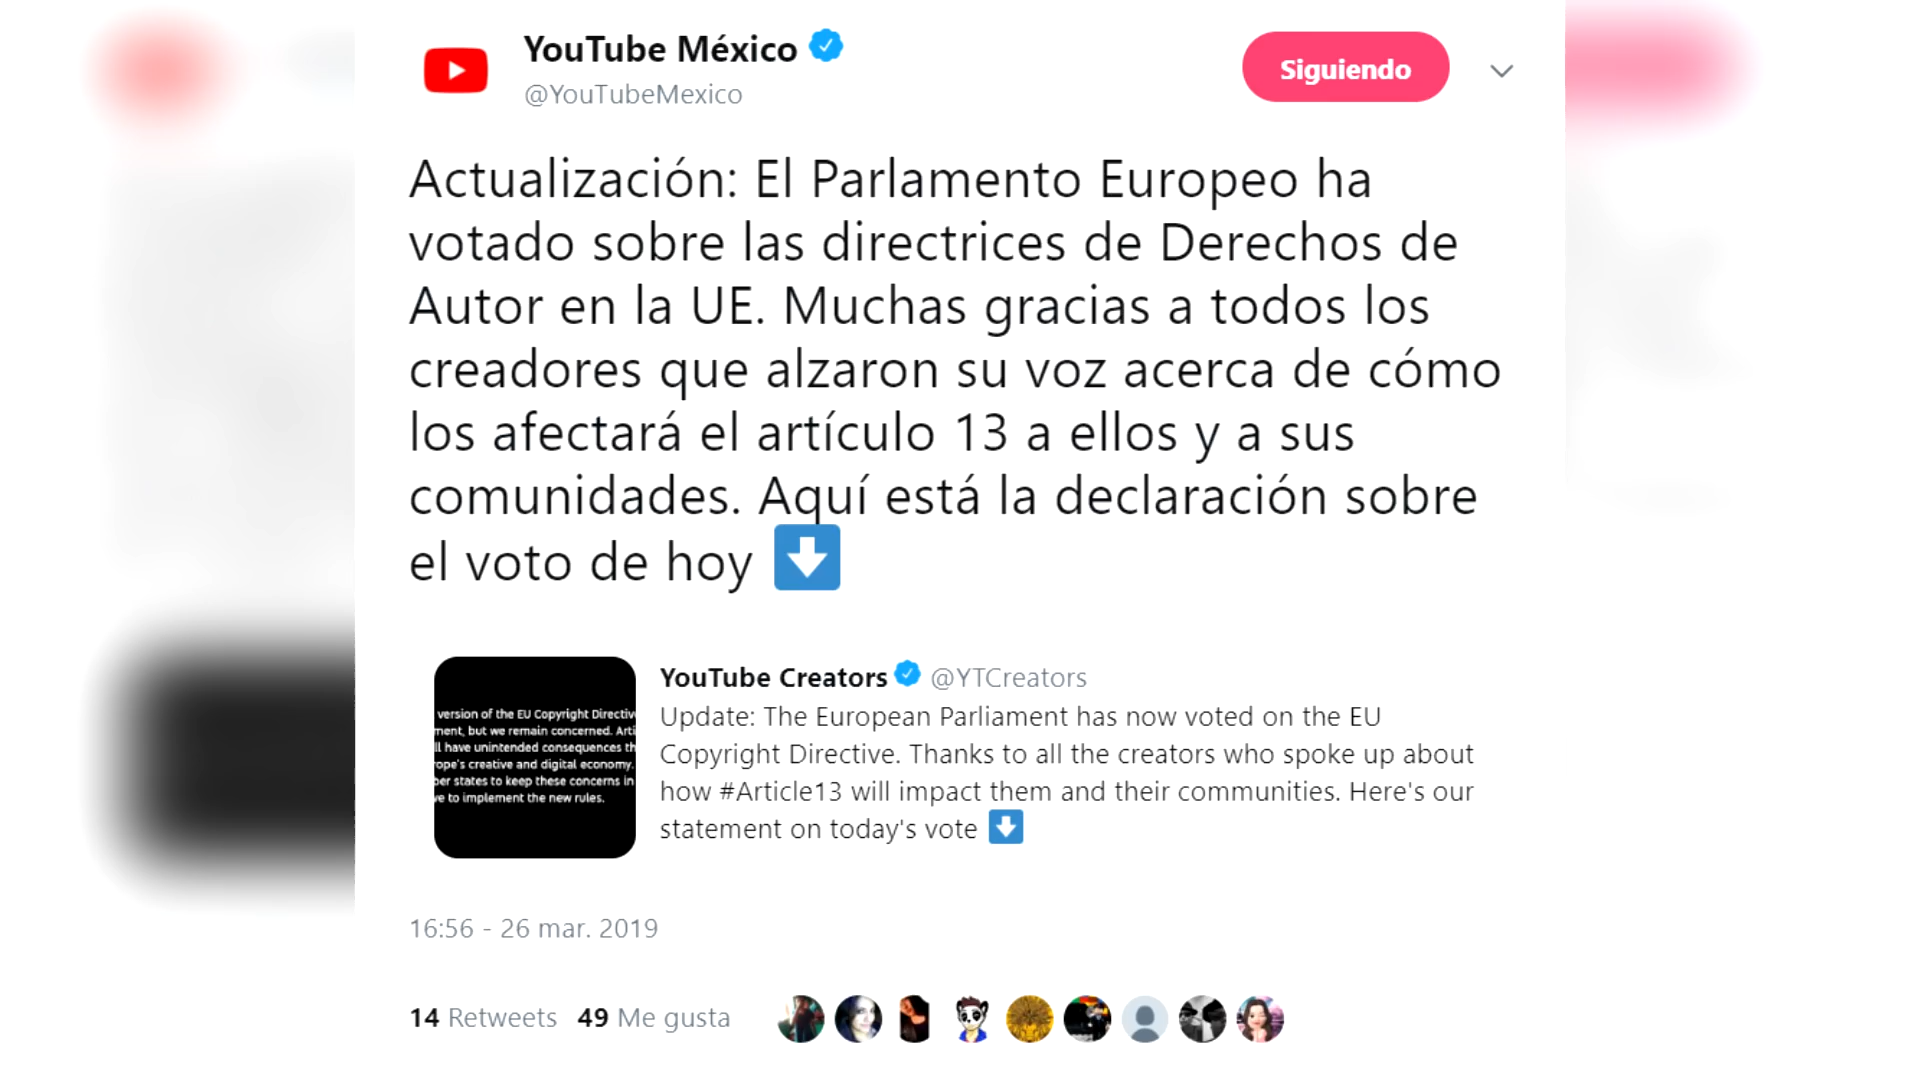 YouTube México
@YouTubeMexico
Siguiendo
Actualización: El Parlamento Europeo ha
votado sobre las directrices de Derechos de
Autor en la UE. Muchas gracias a todos los
creadores que alzaron su voz acerca de cómo
los afectará el artículo 13 a ellos y a sus
comunidades. Aquí está la declaración sobre
el voto de hoy ⬇
version of the EU Copyright Directiv
ment, but we remain concerned. Arti
ll have unintended consequences th
rope's creative and digital economy.
ber states to keep these concerns in
ve to implement the new rules.
YouTube Creators @YTCreators
Update: The European Parliament has now voted on the EU
Copyright Directive. Thanks to all the creators who spoke up about
how #Article13 will impact them and their communities. Here's our
statement on today's vote ⬇
16:56 - 26 mar. 2019
14 Retweets 49 Me gusta